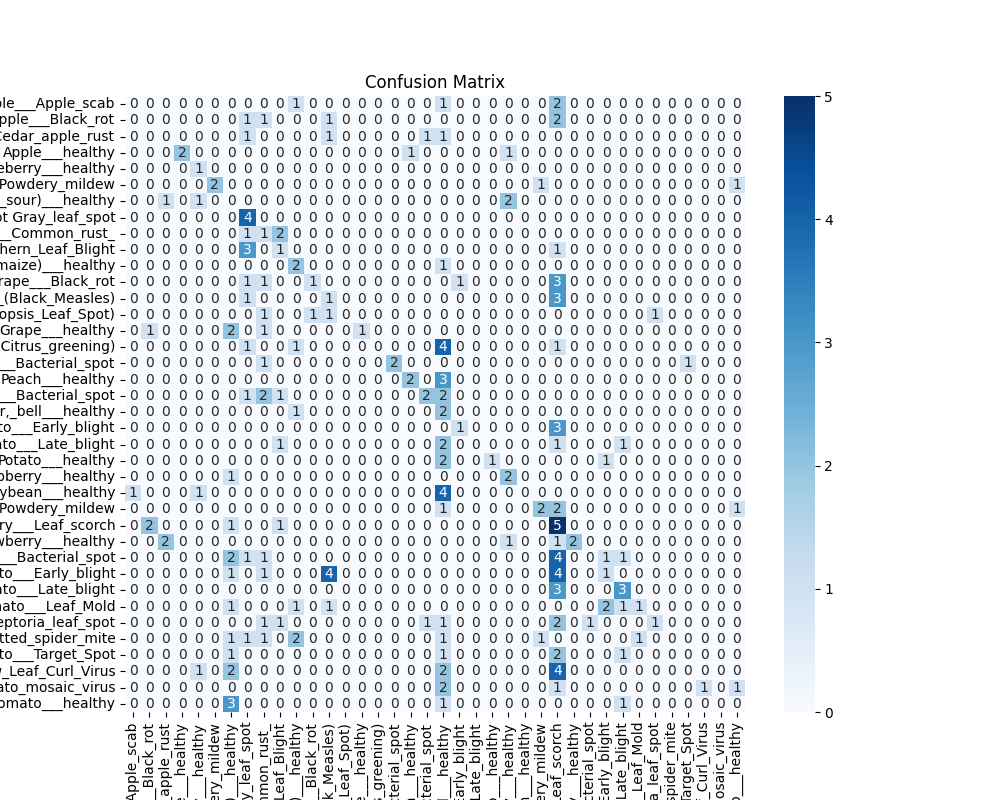 Confusion Matrix
ple___Apple_scab 0 0 0 0 0 0 0 0 0 0 1 0 0 0 0 0 0 0 0 1 0 0 0 0 0 0 2 0 0 0 0 0 0 0 0 0 0 0
pple___Black_rot 0 0 0 0 0 0 0 1 1 0 0 0 1 0 0 0 0 0 0 0 0 0 0 0 0 0 2 0 0 0 0 0 0 0 0 0 0 0
Cedar_apple_rust 0 0 0 0 0 0 0 1 0 0 0 0 1 0 0 0 0 0 1 1 0 0 0 0 0 0 0 0 0 0 0 0 0 0 0 0 0 0
Apple___healthy 0 0 0 2 0 0 0 0 0 0 0 0 0 0 0 0 0 1 0 0 0 0 0 1 0 0 0 0 0 0 0 0 0 0 0 0 0 0
eberry___healthy 0 0 0 0 1 0 0 0 0 0 0 0 0 0 0 0 0 0 0 0 0 0 0 0 0 0 0 0 0 0 0 0 0 0 0 0 0 0
Powdery_mildew 0 0 0 0 0 2 0 0 0 0 0 0 0 0 0 0 0 0 0 0 0 0 0 0 0 1 0 0 0 0 0 0 0 0 0 0 0 1
_sour)___healthy 0 0 1 0 1 0 0 0 0 0 0 0 0 0 0 0 0 0 0 0 0 0 0 2 0 0 0 0 0 0 0 0 0 0 0 0 0 0
ot Gray_leaf_spot 0 0 0 0 0 0 0 4 0 0 0 0 0 0 0 0 0 0 0 0 0 0 0 0 0 0 0 0 0 0 0 0 0 0 0 0 0 0
__Common_rust_ 0 0 0 0 0 0 0 1 1 2 0 0 0 0 0 0 0 0 0 0 0 0 0 0 0 0 0 0 0 0 0 0 0 0 0 0 0 0
thern_Leaf_Blight 0 0 0 0 0 0 0 3 0 1 0 0 0 0 0 0 0 0 0 0 0 0 0 0 0 0 1 0 0 0 0 0 0 0 0 0 0 0
maize)___healthy 0 0 0 0 0 0 0 0 0 0 2 0 0 0 0 0 0 0 0 1 0 0 0 0 0 0 0 0 0 0 0 0 0 0 0 0 0 0
rape___Black_rot 0 0 0 0 0 0 0 1 1 0 0 1 0 0 0 0 0 0 0 0 1 0 0 0 0 0 3 0 0 0 0 0 0 0 0 0 0 0
_(Black_Measles) 0 0 0 0 0 0 0 1 0 0 0 0 1 0 0 0 0 0 0 0 0 0 0 0 0 0 3 0 0 0 0 0 0 0 0 0 0 0
opsis_Leaf_Spot) 0 0 0 0 0 0 0 0 1 0 0 1 1 0 0 0 0 0 0 0 0 0 0 0 0 0 0 0 0 0 0 0 1 0 0 0 0 0
Grape___healthy 0 1 0 0 0 0 2 0 1 0 0 0 0 0 1 0 0 0 0 0 0 0 0 0 0 0 0 0 0 0 0 0 0 0 0 0 0 0
Citrus_greening) 0 0 0 0 0 0 0 1 0 0 1 0 0 0 0 0 0 0 0 4 0 0 0 0 0 0 1 0 0 0 0 0 0 0 0 0 0 0
___Bacterial_spot 0 0 0 0 0 0 0 0 1 0 0 0 0 0 0 0 2 0 0 0 0 0 0 0 0 0 0 0 0 0 0 0 0 0 1 0 0 0
Peach___healthy 0 0 0 0 0 0 0 0 0 0 0 0 0 0 0 0 0 2 0 3 0 0 0 0 0 0 0 0 0 0 0 0 0 0 0 0 0 0
___Bacterial_spot 0 0 0 0 0 0 0 1 2 1 0 0 0 0 0 0 0 0 2 2 0 0 0 0 0 0 0 0 0 0 0 0 0 0 0 0 0 0
r,_bell___healthy 0 0 0 0 0 0 0 0 0 0 1 0 0 0 0 0 0 0 0 2 0 0 0 0 0 0 0 0 0 0 0 0 0 0 0 0 0 0
to___Early_blight 0 0 0 0 0 0 0 0 0 0 0 0 0 0 0 0 0 0 0 0 1 0 0 0 0 0 3 0 0 0 0 0 0 0 0 0 0 0
ato___Late_blight 0 0 0 0 0 0 0 0 0 1 0 0 0 0 0 0 0 0 0 2 0 0 0 0 0 0 1 0 0 0 1 0 0 0 0 0 0 0
Potato___healthy 0 0 0 0 0 0 0 0 0 0 0 0 0 0 0 0 0 0 0 2 0 0 1 0 0 0 0 0 0 1 0 0 0 0 0 0 0 0
pberry___healthy 0 0 0 0 0 0 1 0 0 0 0 0 0 0 0 0 0 0 0 0 0 0 0 2 0 0 0 0 0 0 0 0 0 0 0 0 0 0
ybean___healthy 1 0 0 0 1 0 0 0 0 0 0 0 0 0 0 0 0 0 0 4 0 0 0 0 0 0 0 0 0 0 0 0 0 0 0 0 0 0
Powdery_mildew 0 0 0 0 0 0 0 0 0 0 0 0 0 0 0 0 0 0 0 1 0 0 0 0 0 2 2 0 0 0 0 0 0 0 0 0 0 1
ry___Leaf_scorch 0 2 0 0 0 0 1 0 0 1 0 0 0 0 0 0 0 0 0 0 0 0 0 0 0 0 5 0 0 0 0 0 0 0 0 0 0 0
wberry___healthy 0 0 2 0 0 0 0 0 0 0 0 0 0 0 0 0 0 0 0 0 0 0 0 1 0 0 1 2 0 0 0 0 0 0 0 0 0 0
___Bacterial_spot 0 0 0 0 0 0 2 1 1 0 0 0 0 0 0 0 0 0 0 0 0 0 0 0 0 0 4 0 0 1 1 0 0 0 0 0 0 0
to___Early_blight 0 0 0 0 0 0 1 0 1 0 0 0 4 0 0 0 0 0 0 0 0 0 0 0 0 0 4 0 0 1 0 0 0 0 0 0 0 0
ato___Late_blight 0 0 0 0 0 0 0 0 0 0 0 0 0 0 0 0 0 0 0 0 0 0 0 0 0 0 3 0 0 0 3 0 0 0 0 0 0 0
nato___Leaf_Mold 0 0 0 0 0 0 1 0 0 0 1 0 1 0 0 0 0 0 0 0 0 0 0 0 0 0 0 0 0 2 1 1 0 0 0 0 0 0
eptoria_leaf_spot 0 0 0 0 0 0 0 0 1 1 0 0 0 0 0 0 0 0 1 1 0 0 0 0 0 0 2 0 1 0 0 0 1 0 0 0 0 0
tted_spider_mite 0 0 0 0 0 0 1 1 1 0 2 0 0 0 0 0 0 0 0 1 0 0 0 0 0 1 0 0 0 0 0 1 0 0 0 0 0 0
to___Target_Spot 0 0 0 0 0 0 1 0 0 0 0 0 0 0 0 0 0 0 0 1 0 0 0 0 0 0 2 0 0 0 1 0 0 0 0 0 0 0
w_Leaf_Curl_Virus 0 0 0 0 1 0 2 0 0 0 0 0 0 0 0 0 0 0 0 2 0 0 0 0 0 0 4 0 0 0 0 0 0 0 0 0 0 0
ato_mosaic_virus 0 0 0 0 0 0 0 0 0 0 0 0 0 0 0 0 0 0 0 2 0 0 0 0 0 0 1 0 0 0 0 0 0 0 0 1 0 1
omato___healthy 0 0 0 0 0 0 3 0 0 0 0 0 0 0 0 0 0 0 0 1 0 0 0 0 0 0 0 0 0 0 1 0 0 0 0 0 0 0
Apple_scab
_Black_rot
apple_rust
__healthy
__healthy
ry_mildew
)__healthy
y_leaf_spot
mmon_rust_
Leaf_Blight
)__healthy
_Black_rot
k_Measles)
Leaf_Spot)
__healthy
s_greening)
cterial_spot
__healthy
cterial_spot
__healthy
Early_blight
Late_blight
__healthy
__healthy
__healthy
ery_mildew
eaf_scorch
__healthy
cterial_spot
Early_blight
Late_blight
_Leaf_Mold
a_leaf_spot
spider_mite
Target_Spot
_Curl_Virus
osaic_virus
o___healthy
5
4
3
2
1
0